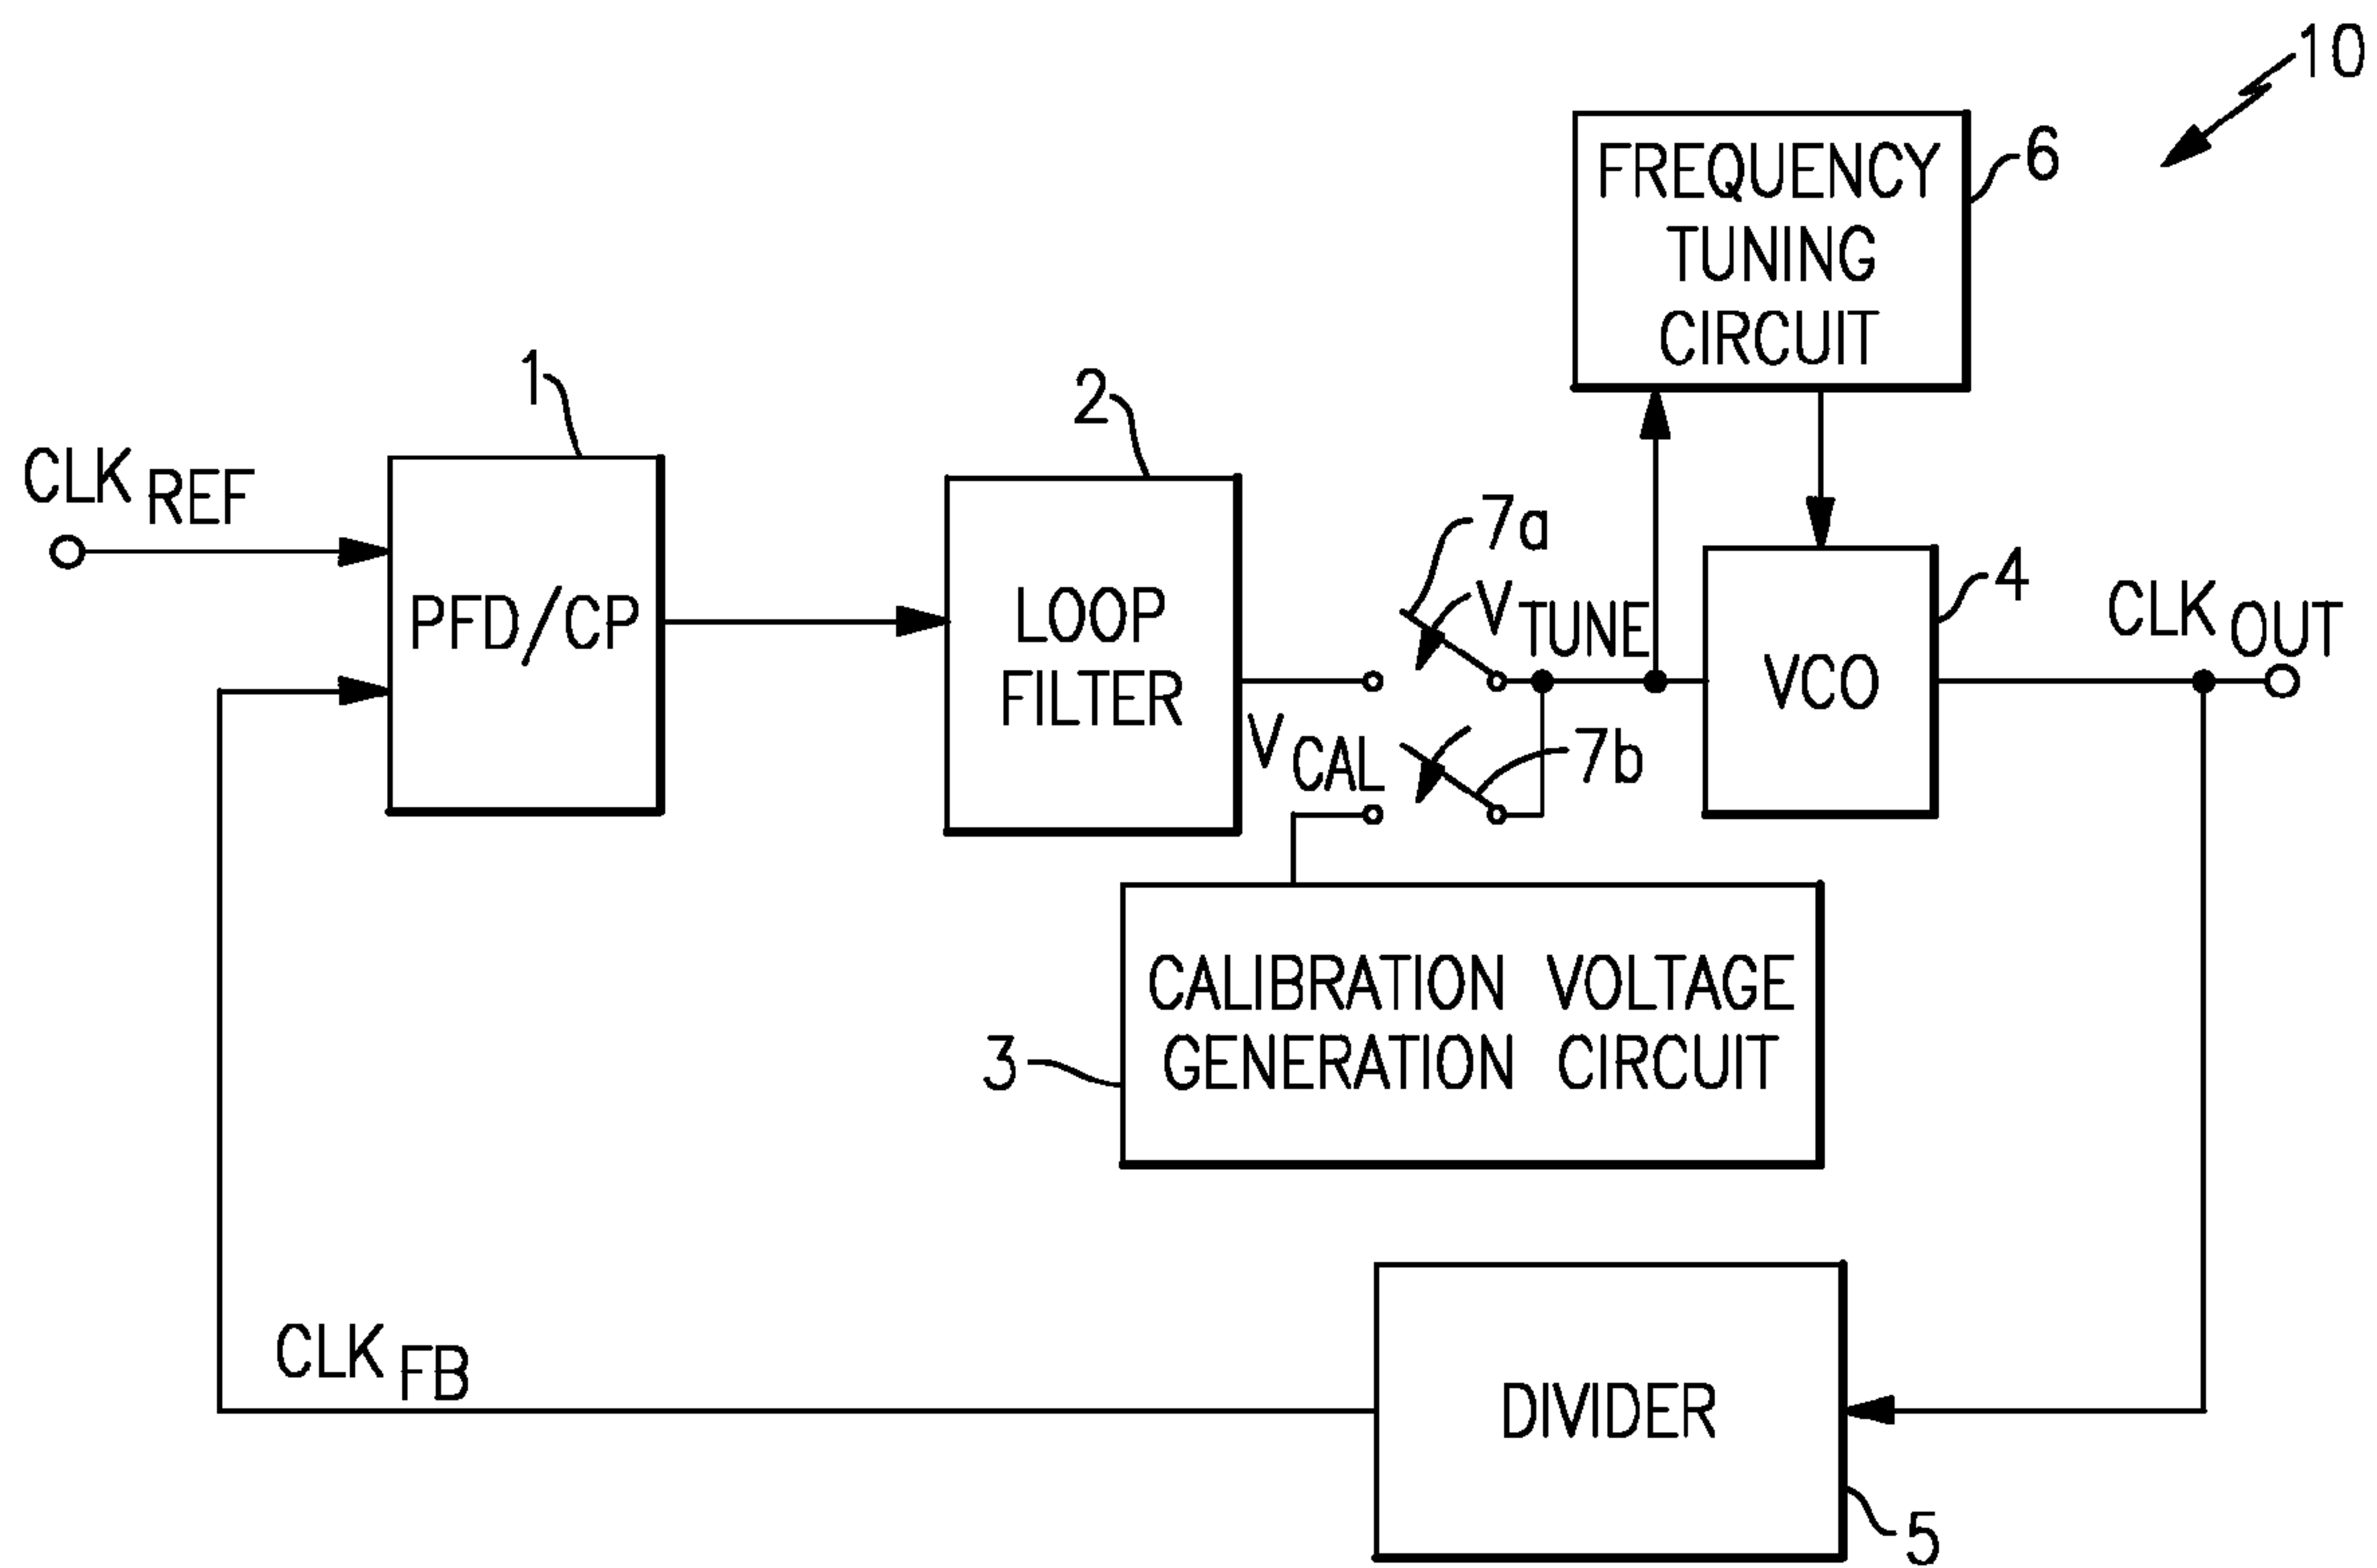 10
FREQUENCY
TUNING
CIRCUIT
6
1
2
CLK REF
PFD/CP
LOOP
FILTER
7a
V TUNE
4
VCO
CLK OUT
V CAL
7b
CALIBRATION VOLTAGE
GENERATION CIRCUIT
3
CLK FB
DIVIDER
5